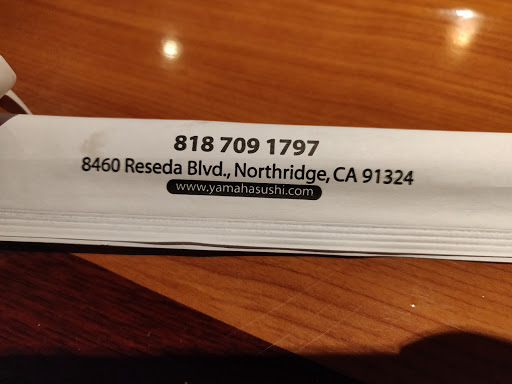 818 709 1797
8460 Reseda Blvd., Northridge, CA 91324
www.yamahasushi.com